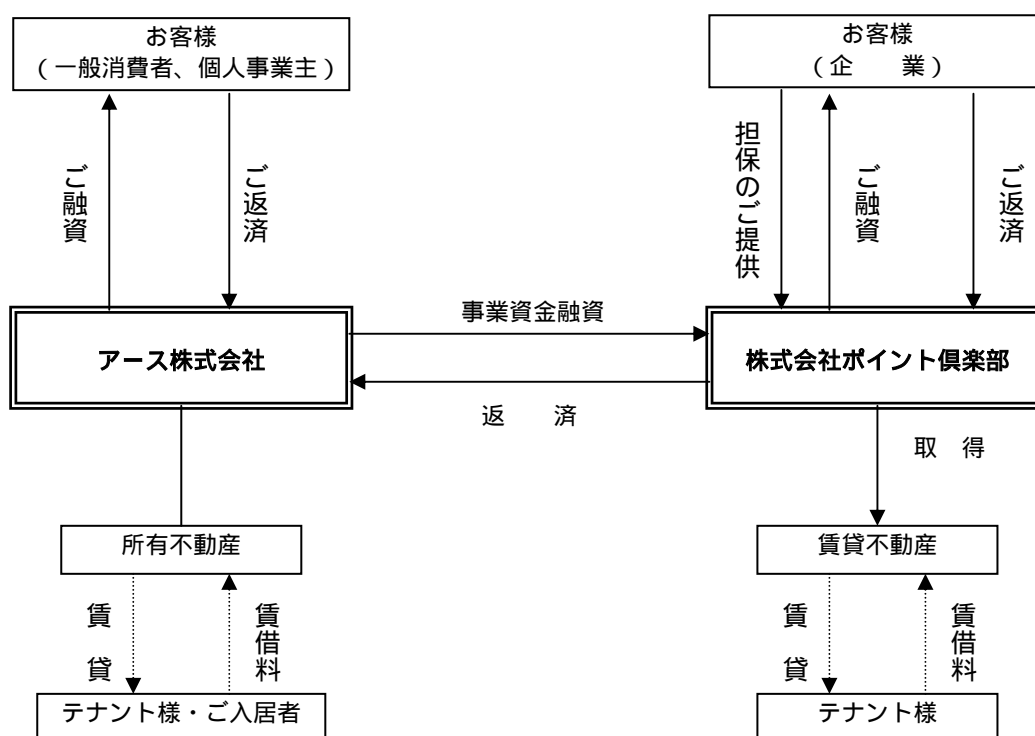 お客様
（一般消費者、個人事業主）
お客様
（企　　業）
ご融資
ご返済
担保のご提供
ご融資
ご返済
事業資金融資
アース株式会社
株式会社ポイント倶楽部
返　　済
取　得
所有不動産
賃貸不動産
賃　貸
賃借料
賃　貸
賃借料
テナント様・ご入居者
テナント様